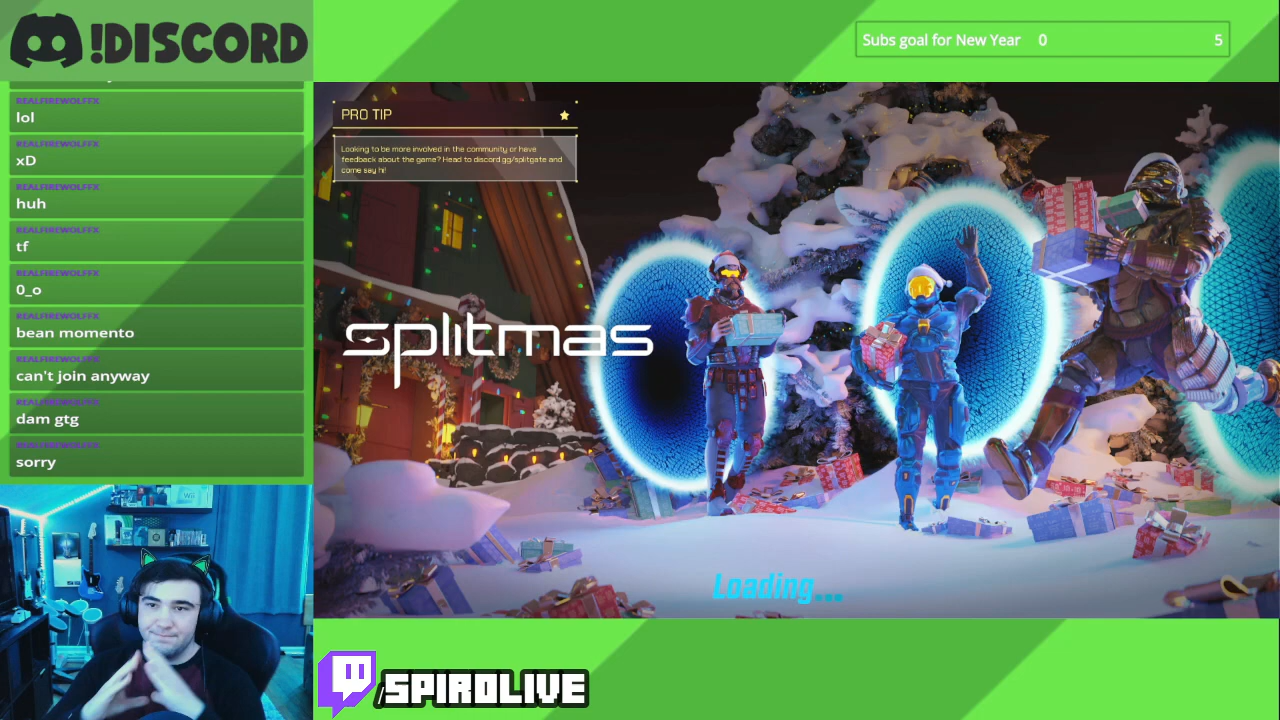 !DISCORD
Subs goal for New Year 0 5
REALFIREWOLFFX
lol
REALFIREWOLFFX
xD
REALFIREWOLFFX
huh
REALFIREWOLFFX
tf
REALFIREWOLFFX
0_o
REALFIREWOLFFX
bean momento
REALFIREWOLFFX
can't join anyway
REALFIREWOLFFX
dam gtg
REALFIREWOLFFX
sorry
PRO TIP
Looking to be more involved in the community or have
feedback about the game? Head to discord.gg/splitgate and
come say hi!
splitmas
Loading...
Wii
/SPIROLIVE